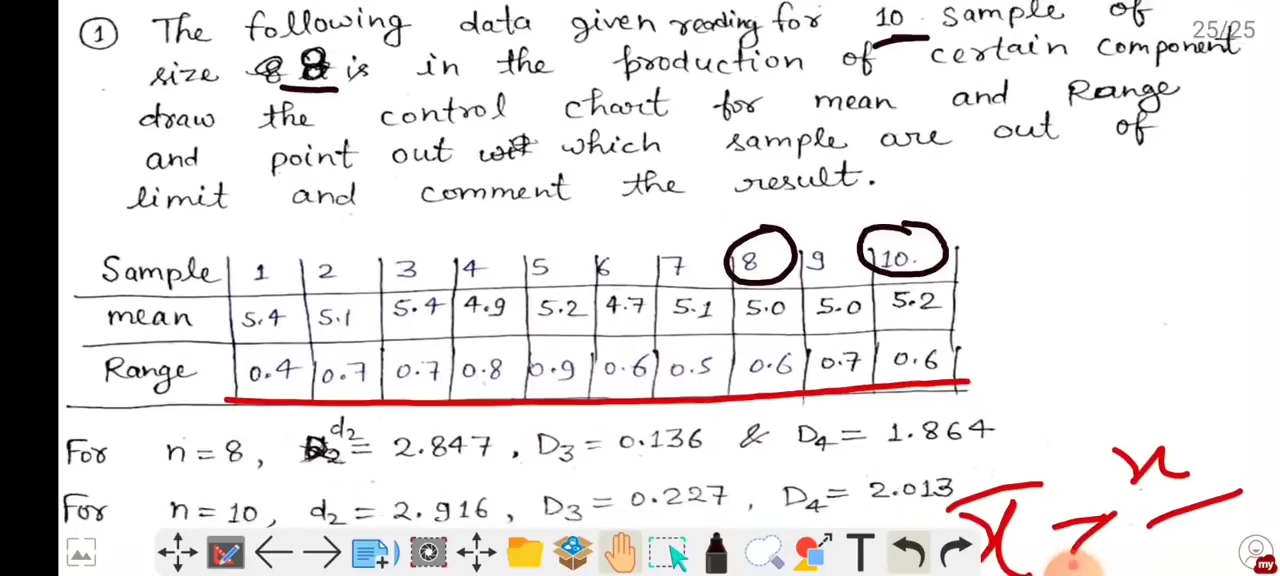 ① The following data given reading for 10 sample of
25/25
size 8 is in the production of certain component
draw the control chart for mean and Range
and point out which sample are out of
limit and comment the result.
Sample 1 2 3 4 5 6 7 8 9 10.
mean 5.4 5.1 5.4 4.9 5.2 4.7 5.1 5.0 5.0 5.2
Range 0.4 0.7 0.7 0.8 0.9 0.6 0.5 0.6 0.7 0.6
For n = 8, d₂ = 2.847, D₃ = 0.136 & D₄ = 1.864
For n = 10, d₂ = 2.916, D₃ = 0.227, D₄ = 2.013
T
my